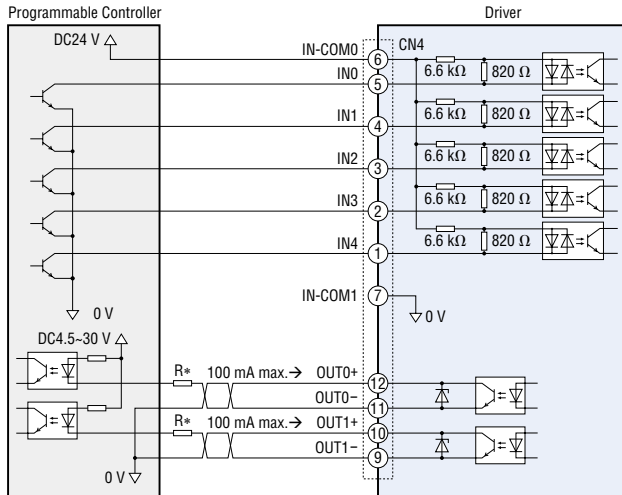 Programmable Controller
Driver
DC24 V
IN-COM0
6
CN4
6.6 kΩ
820 Ω
IN0
5
6.6 kΩ
820 Ω
IN1
4
6.6 kΩ
820 Ω
IN2
3
6.6 kΩ
820 Ω
IN3
2
6.6 kΩ
820 Ω
IN4
1
IN-COM1
7
0 V
0 V
DC4.5~30 V
R*
100 mA max.→
OUT0+
12
OUT0−
11
R*
100 mA max.→
OUT1+
10
OUT1−
9
0 V